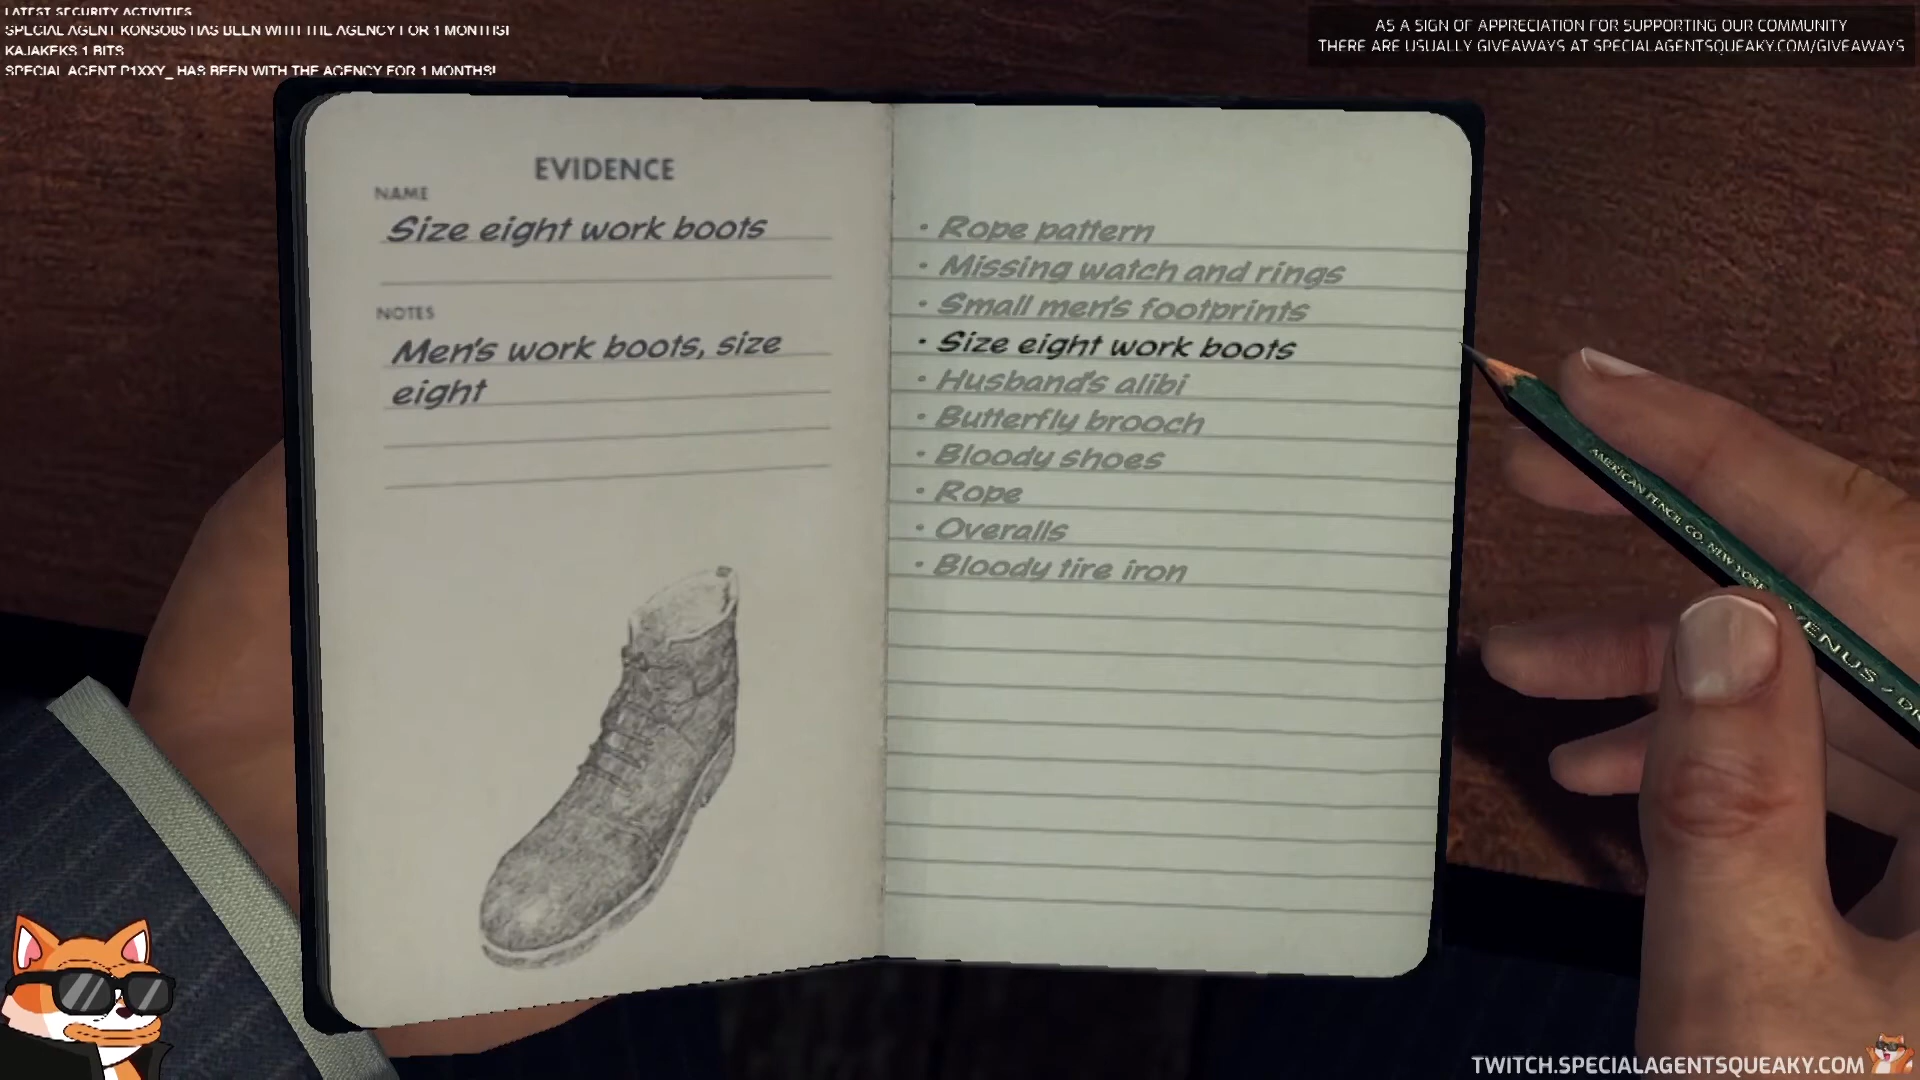 LATEST SECURITY ACTIVITIES
SPECIAL AGENT KONSO85 HAS BEEN WITH THE AGENCY FOR 1 MONTHS!
KAJAKEKS 1 BITS
SPECIAL AGENT P1XXY_ HAS BEEN WITH THE AGENCY FOR 1 MONTHS!
AS A SIGN OF APPRECIATION FOR SUPPORTING OUR COMMUNITY
THERE ARE USUALLY GIVEAWAYS AT SPECIALAGENTSQUEAKY.COM/GIVEAWAYS
EVIDENCE
NAME
Size eight work boots
NOTES
Men's work boots, size
eight
• Rope pattern
• Missing watch and rings
• Small men's footprints
• Size eight work boots
• Husband's alibi
• Butterfly brooch
• Bloody shoes
• Rope
• Overalls
• Bloody tire iron
AMERICAN PENCIL CO. NEW YORK
VENUS / DR
TWITCH.SPECIALAGENTSQUEAKY.COM